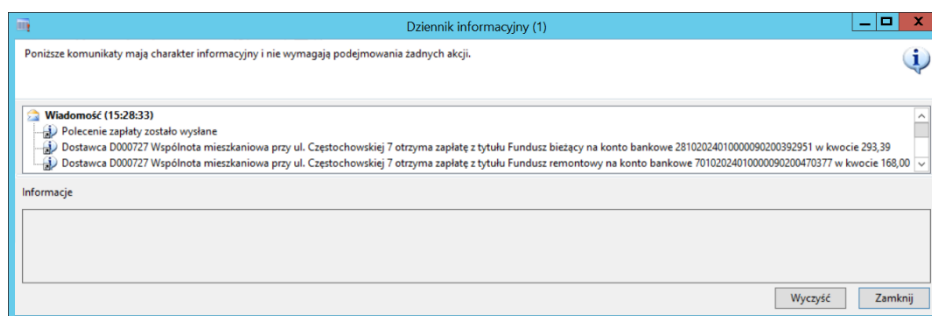 Dziennik informacyjny (1)
Poniższe komunikaty mają charakter informacyjny i nie wymagają podejmowania żadnych akcji.
Wiadomość (15:28:33)
Polecenie zapłaty zostało wysłane
Dostawca D000727 Wspólnota mieszkaniowa przy ul. Częstochowskiej 7 otrzyma zapłatę z tytułu Fundusz bieżący na konto bankowe 28102024010000090200392951 w kwocie 293,39
Dostawca D000727 Wspólnota mieszkaniowa przy ul. Częstochowskiej 7 otrzyma zapłatę z tytułu Fundusz remontowy na konto bankowe 70102024010000090200470377 w kwocie 168,00
Informacje
Wyczyść
Zamknij